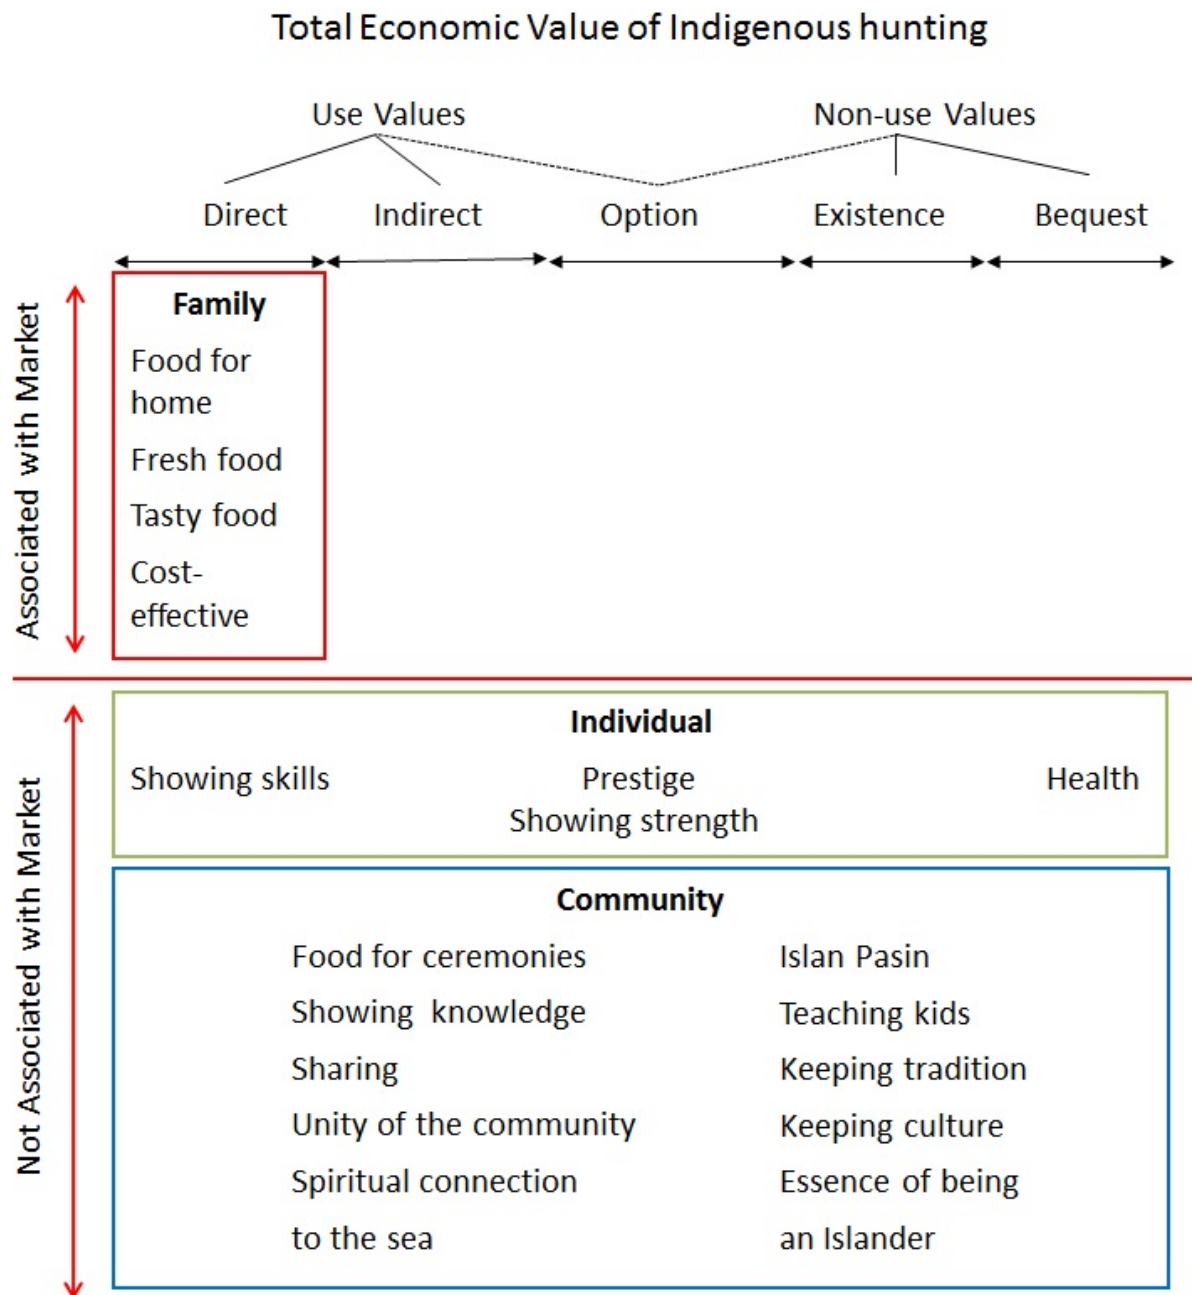 Total Economic Value of Indigenous hunting
Use Values
Non-use Values
Direct
Indirect
Option
Existence
Bequest
Associated with Market
Family
Food for
home
Fresh food
Tasty food
Cost-
effective
Not Associated with Market
Individual
Showing skills
Prestige
Showing strength
Health
Community
Food for ceremonies
Showing knowledge
Sharing
Unity of the community
Spiritual connection
to the sea
Islan Pasin
Teaching kids
Keeping tradition
Keeping culture
Essence of being
an Islander